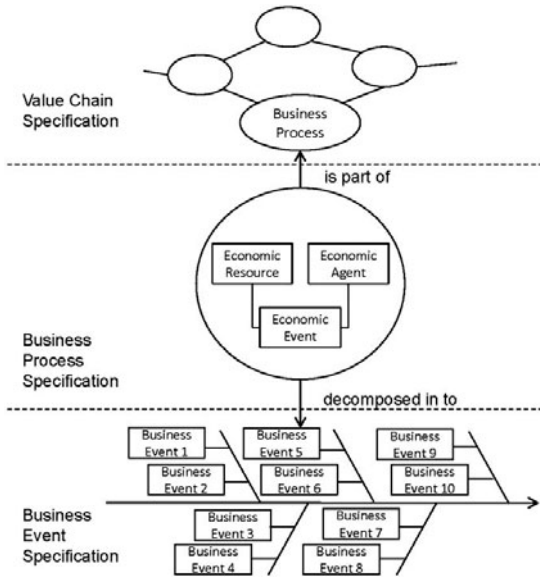 Value Chain
Specification
Business
Process
is part of
Economic
Resource
Economic
Agent
Economic
Event
Business
Process
Specification
decomposed in to
Business
Event 1
Business
Event 2
Business
Event 5
Business
Event 6
Business
Event 9
Business
Event 10
Business
Event
Specification
Business
Event 3
Business
Event 4
Business
Event 7
Business
Event 8